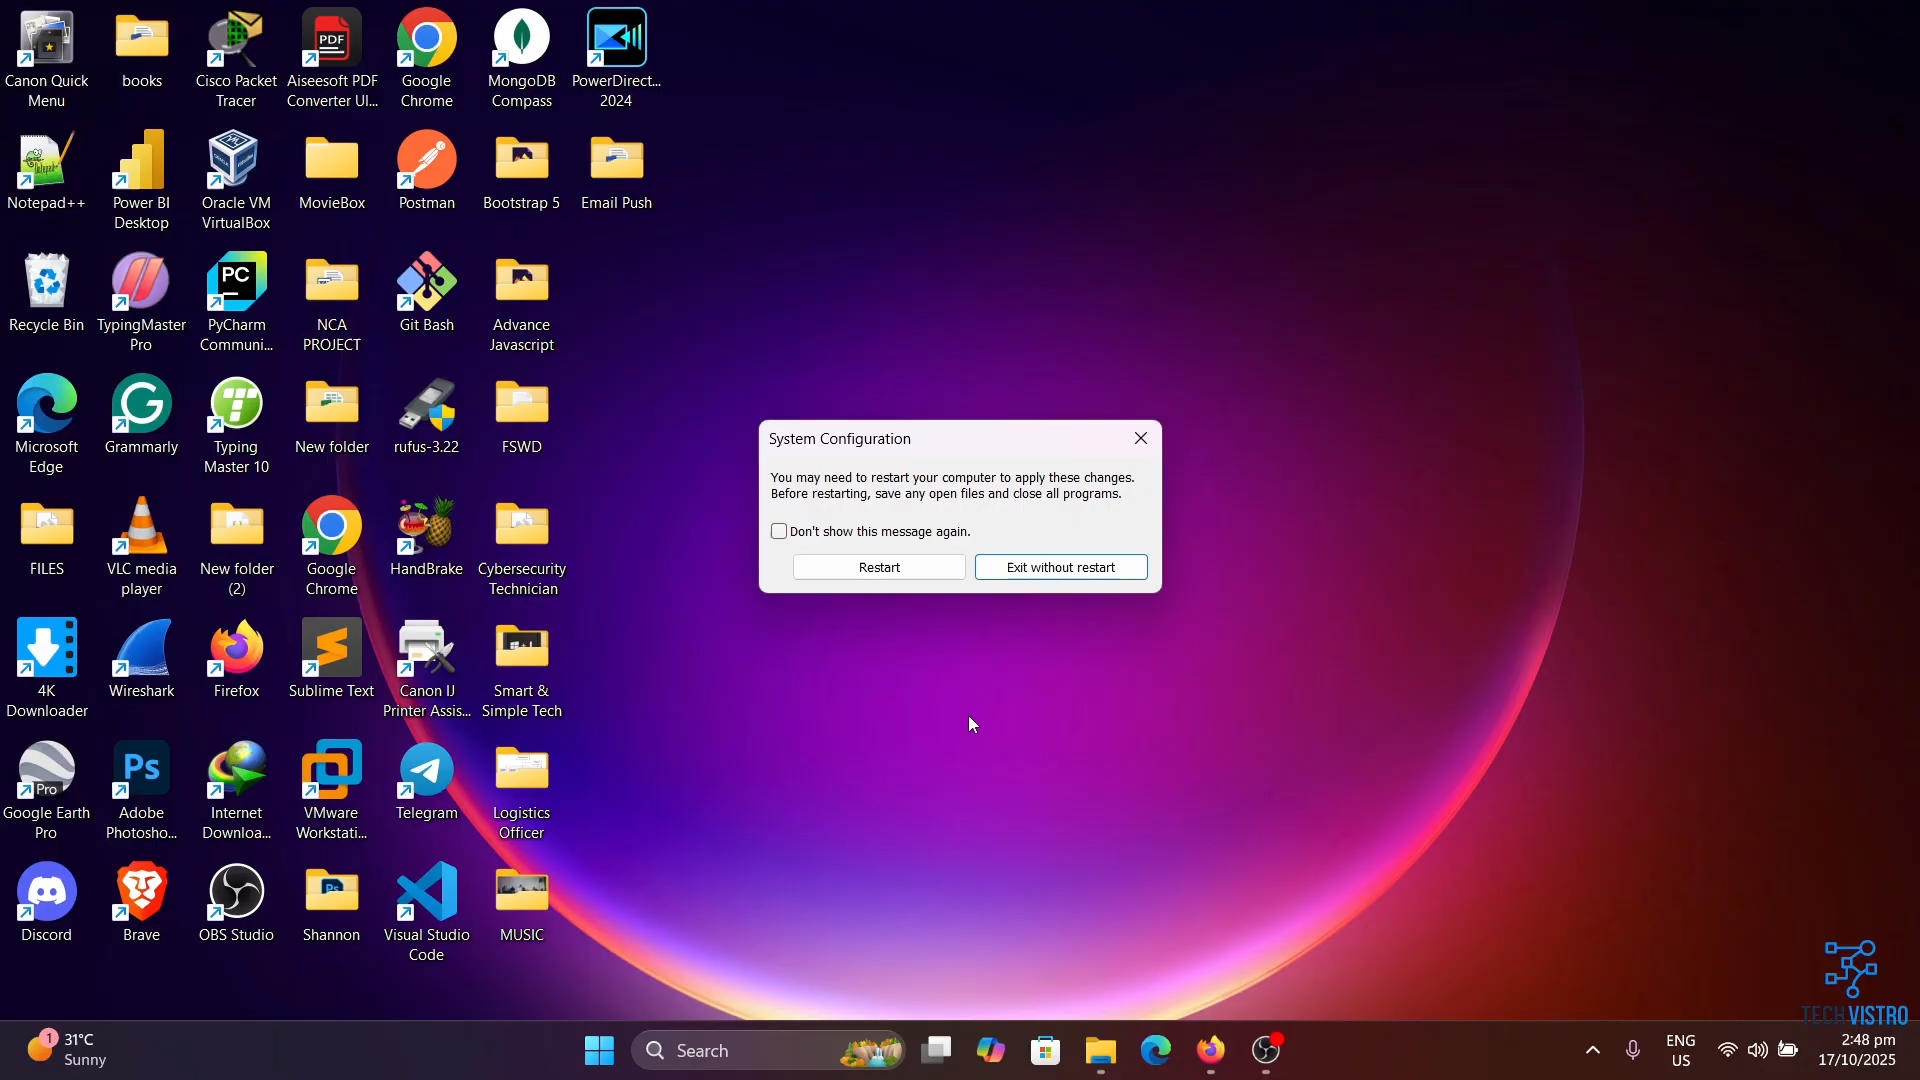 Canon Quick
Menu
books
Cisco Packet
Tracer
PDF
Aiseesoft PDF
Converter Ul...
Google
Chrome
MongoDB
Compass
PowerDirect...
2024
Notepad++
Power BI
Desktop
Oracle VM
VirtualBox
MovieBox
Postman
Bootstrap 5
Email Push
Recycle Bin
TypingMaster
Pro
PC
PyCharm
Communi...
NCA
PROJECT
Git Bash
Advance
Javascript
Microsoft
Edge
Grammarly
Typing
Master 10
New folder
rufus-3.22
FSWD
System Configuration
You may need to restart your computer to apply these changes.
Before restarting, save any open files and close all programs.
Don't show this message again.
Restart
Exit without restart
FILES
VLC media
player
New folder
(2)
Google
Chrome
HandBrake
Cybersecurity
Technician
4K
Downloader
Wireshark
Firefox
Sublime Text
Canon IJ
Printer Assis...
Smart &
Simple Tech
Pro
Google Earth
Pro
Ps
Adobe
Photosho...
Internet
Downloa...
VMware
Workstati...
Telegram
Logistics
Officer
Discord
Brave
OBS Studio
Ps
Shannon
Visual Studio
Code
MUSIC
TECHVISTRO
1
31°C
Sunny
Search
ENG
US
2:48 pm
17/10/2025